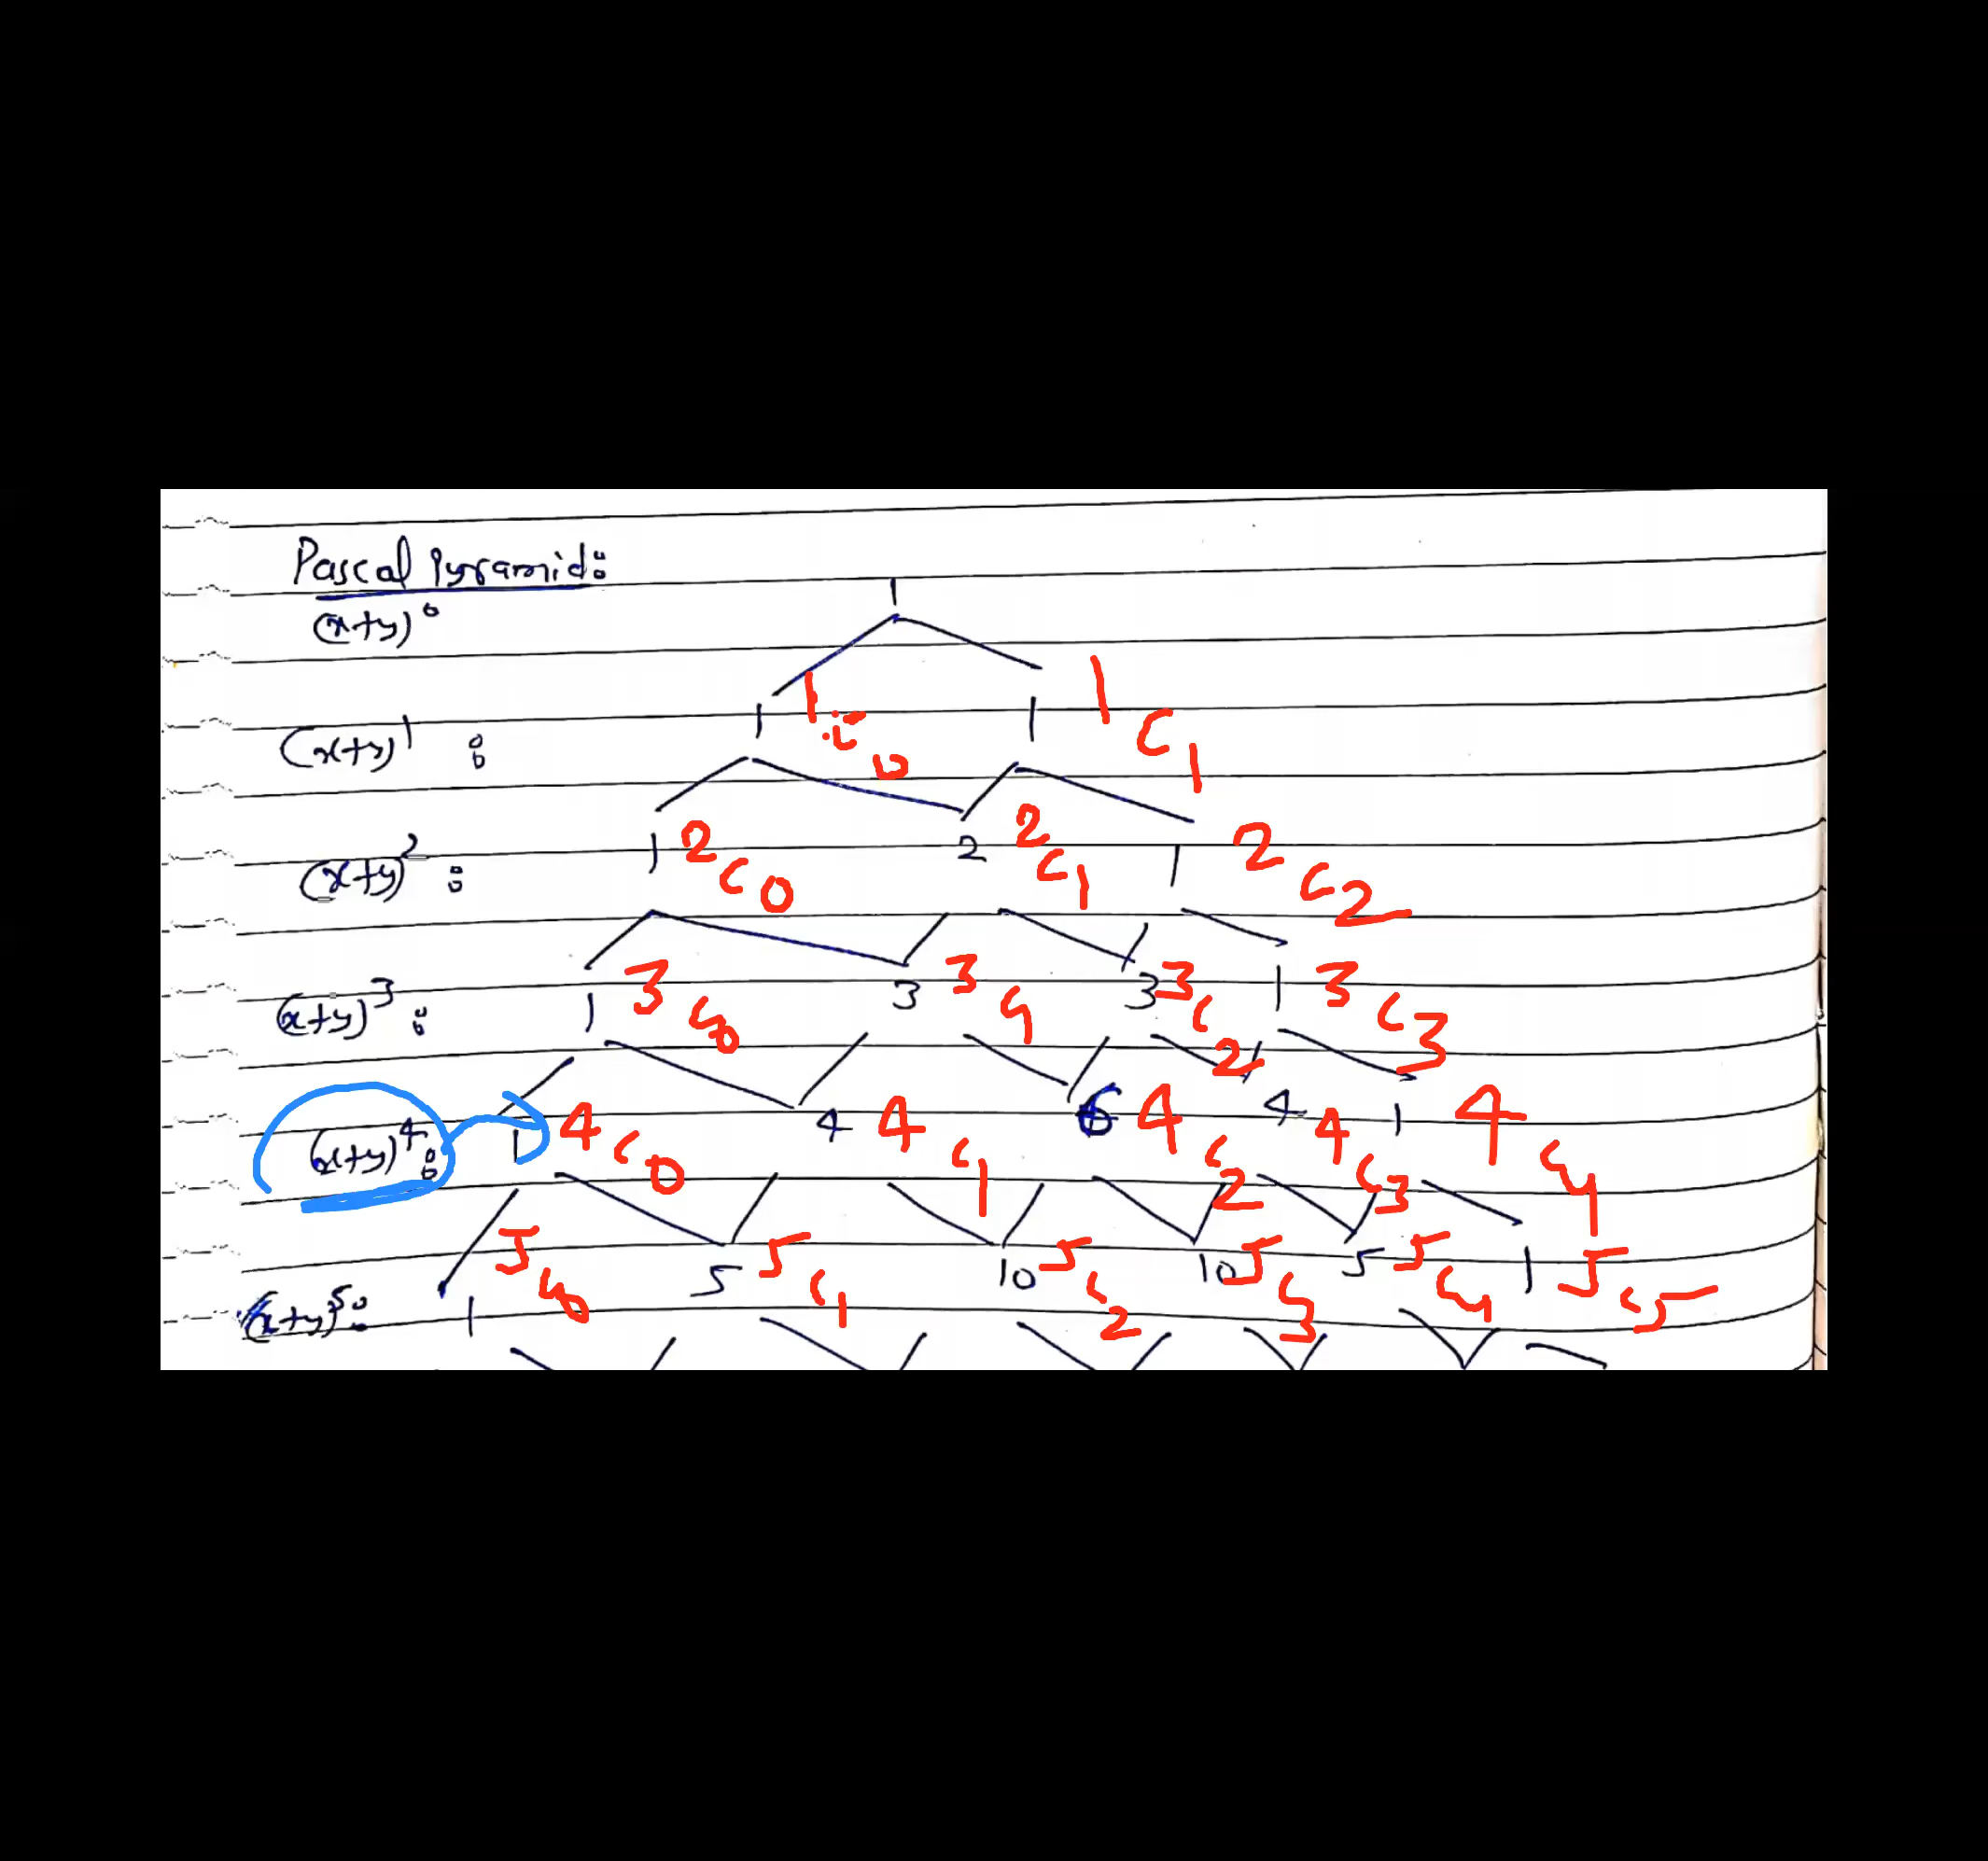 Pascal Pyramid:
(x+y)⁰ 1
(x+y)¹ : 1 1C0 1 1C1
(x+y)² : 1 2C0 2 2C1 1 2C2
(x+y)³ : 1 3C0 3 3C1 3 3C2 1 3C3
(x+y)⁴: 1 4C0 4 4C1 6 4C2 4 4C3 1 4C4
(x+y)⁵: 1 5C0 5 5C1 10 5C2 10 5C3 5 5C4 1 5C5